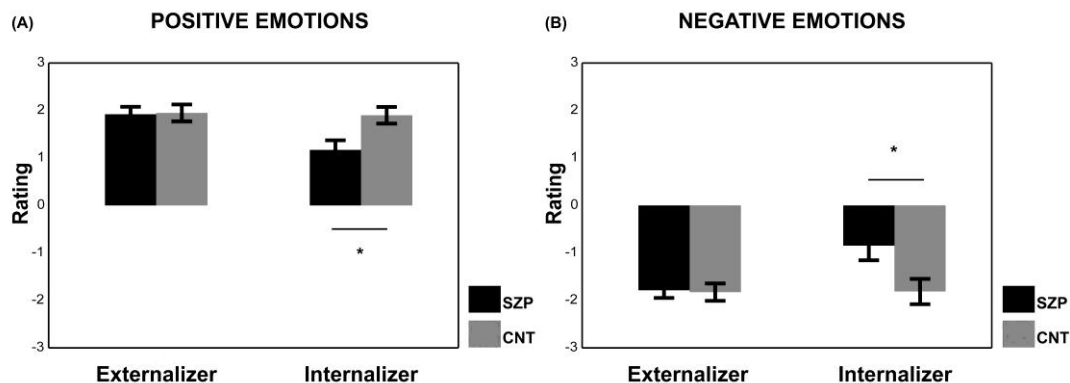 (A) POSITIVE EMOTIONS
Rating
3
2
1
0
-1
-2
-3
*
SZP
CNT
Externalizer Internalizer
(B) NEGATIVE EMOTIONS
Rating
3
2
1
0
-1
-2
-3
*
SZP
CNT
Externalizer Internalizer